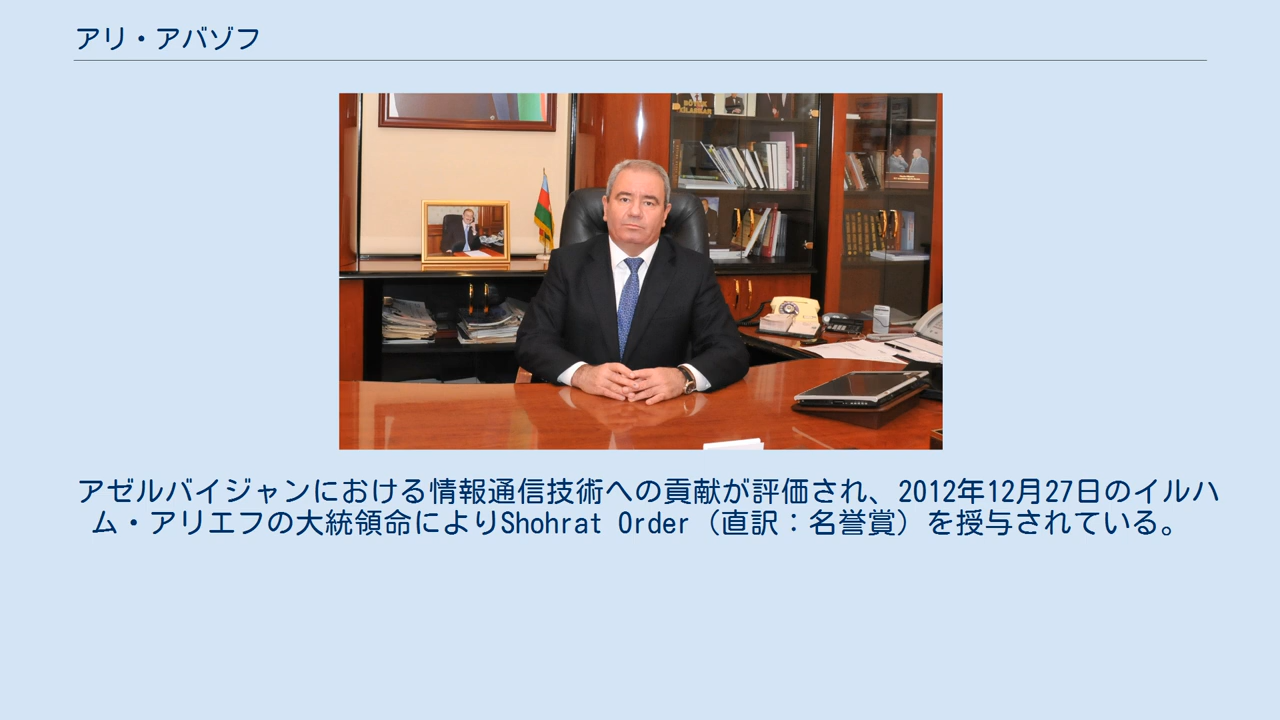 アリ・アバゾフ
BÖYÜK
アゼルバイジャンにおける情報通信技術への貢献が評価され、2012年12月27日のイルハ
ム・アリエフの大統領命によりShohrat Order（直訳：名誉賞）を授与されている。